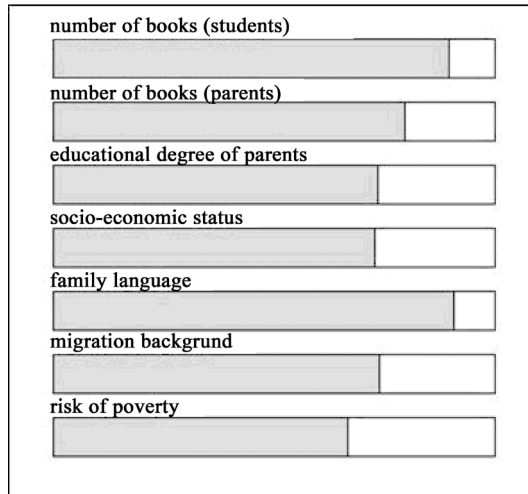 number of books (students)
number of books (parents)
educational degree of parents
socio-economic status
family language
migration backgrund
risk of poverty